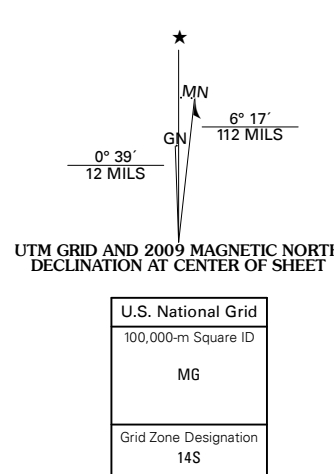 ★
MN
6° 17´
GN
112 MILS
0° 39´
12 MILS
UTM GRID AND 2009 MAGNETIC NORTH
DECLINATION AT CENTER OF SHEET
U.S. National Grid
100,000-m Square ID
MG
Grid Zone Designation
14S